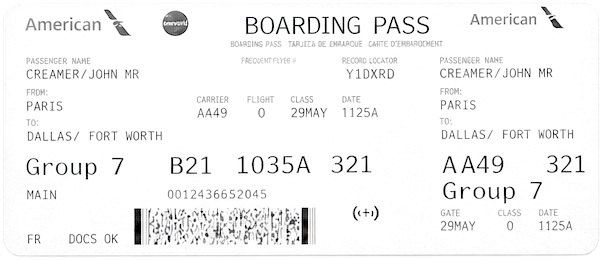 American
oneworld
BOARDING PASS
American
BOARDING PASS TARJETA DE EMBARQUE CARTE D'EMBARQUEMENT
PASSENGER NAME
CREAMER/JOHN MR
FREQUENT FLYER #
RECORD LOCATOR
Y1DXRD
PASSENGER NAME
CREAMER/JOHN MR
FROM:
PARIS
TO:
DALLAS/ FORT WORTH
CARRIER FLIGHT CLASS DATE
AA49 O 29MAY 1125A
FROM:
PARIS
TO:
DALLAS/ FORT WORTH
Group 7 B21 1035A 321
AA49 321
Group 7
MAIN 0012436652045
GATE CLASS DATE
29MAY O 1125A
FR DOCS OK